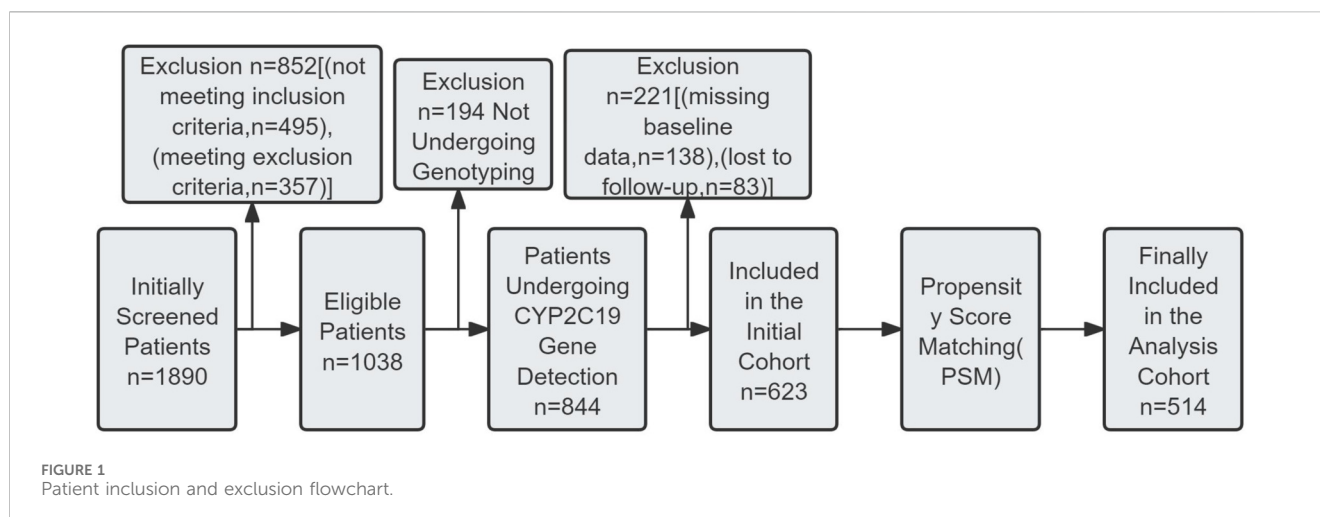 Exclusion n=852[(not
meeting inclusion
criteria,n=495),
(meeting exclusion
criteria,n=357)]
Exclusion
n=194 Not
Undergoing
Genotyping
Exclusion
n=221[(missing
baseline
data,n=138),(lost to
follow-up,n=83)]
Initially
Screened
Patients
n=1890
Eligible
Patients
n=1038
Patients
Undergoing
CYP2C19
Gene
Detection
n=844
Included
in the
Initial
Cohort
n=623
Propensit
y Score
Matching(
PSM)
Finally
Included
in the
Analysis
Cohort
n=514
FIGURE 1
Patient inclusion and exclusion flowchart.